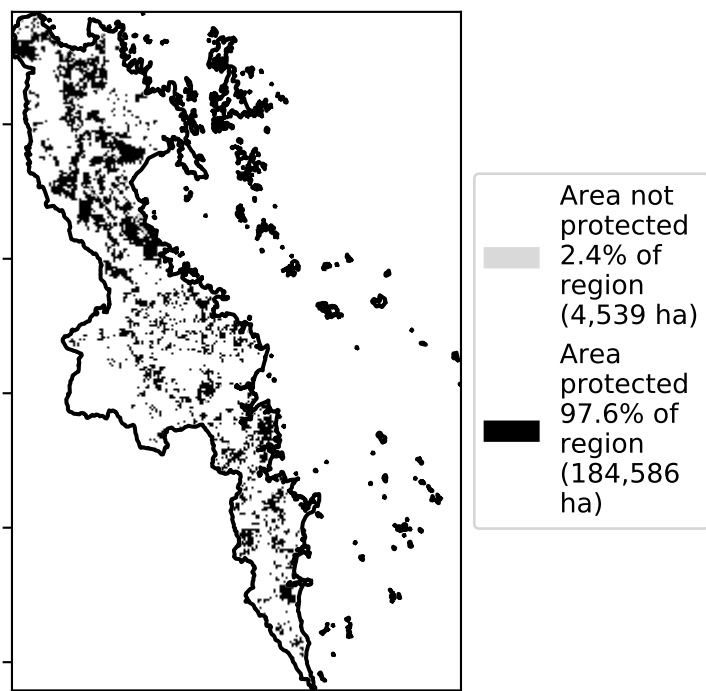 Area not
protected
2.4% of
region
(4,539 ha)
Area
protected
97.6% of
region
(184,586
ha)